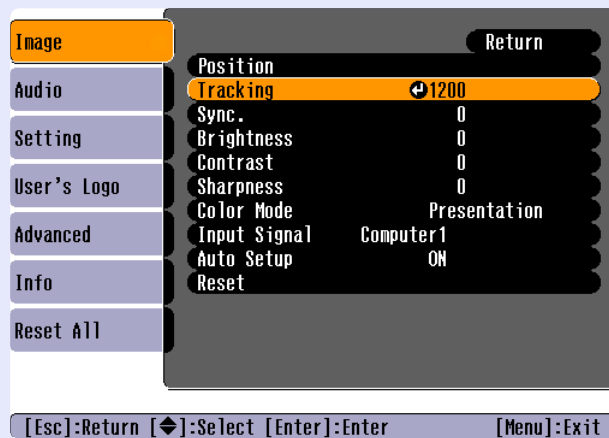 Image
Audio
Setting
User's Logo
Advanced
Info
Reset All
Return
Position
Tracking 1200
Sync. 0
Brightness 0
Contrast 0
Sharpness 0
Color Mode Presentation
Input Signal Computer1
Auto Setup ON
Reset
[Esc]:Return [◆]:Select [Enter]:Enter [Menu]:Exit